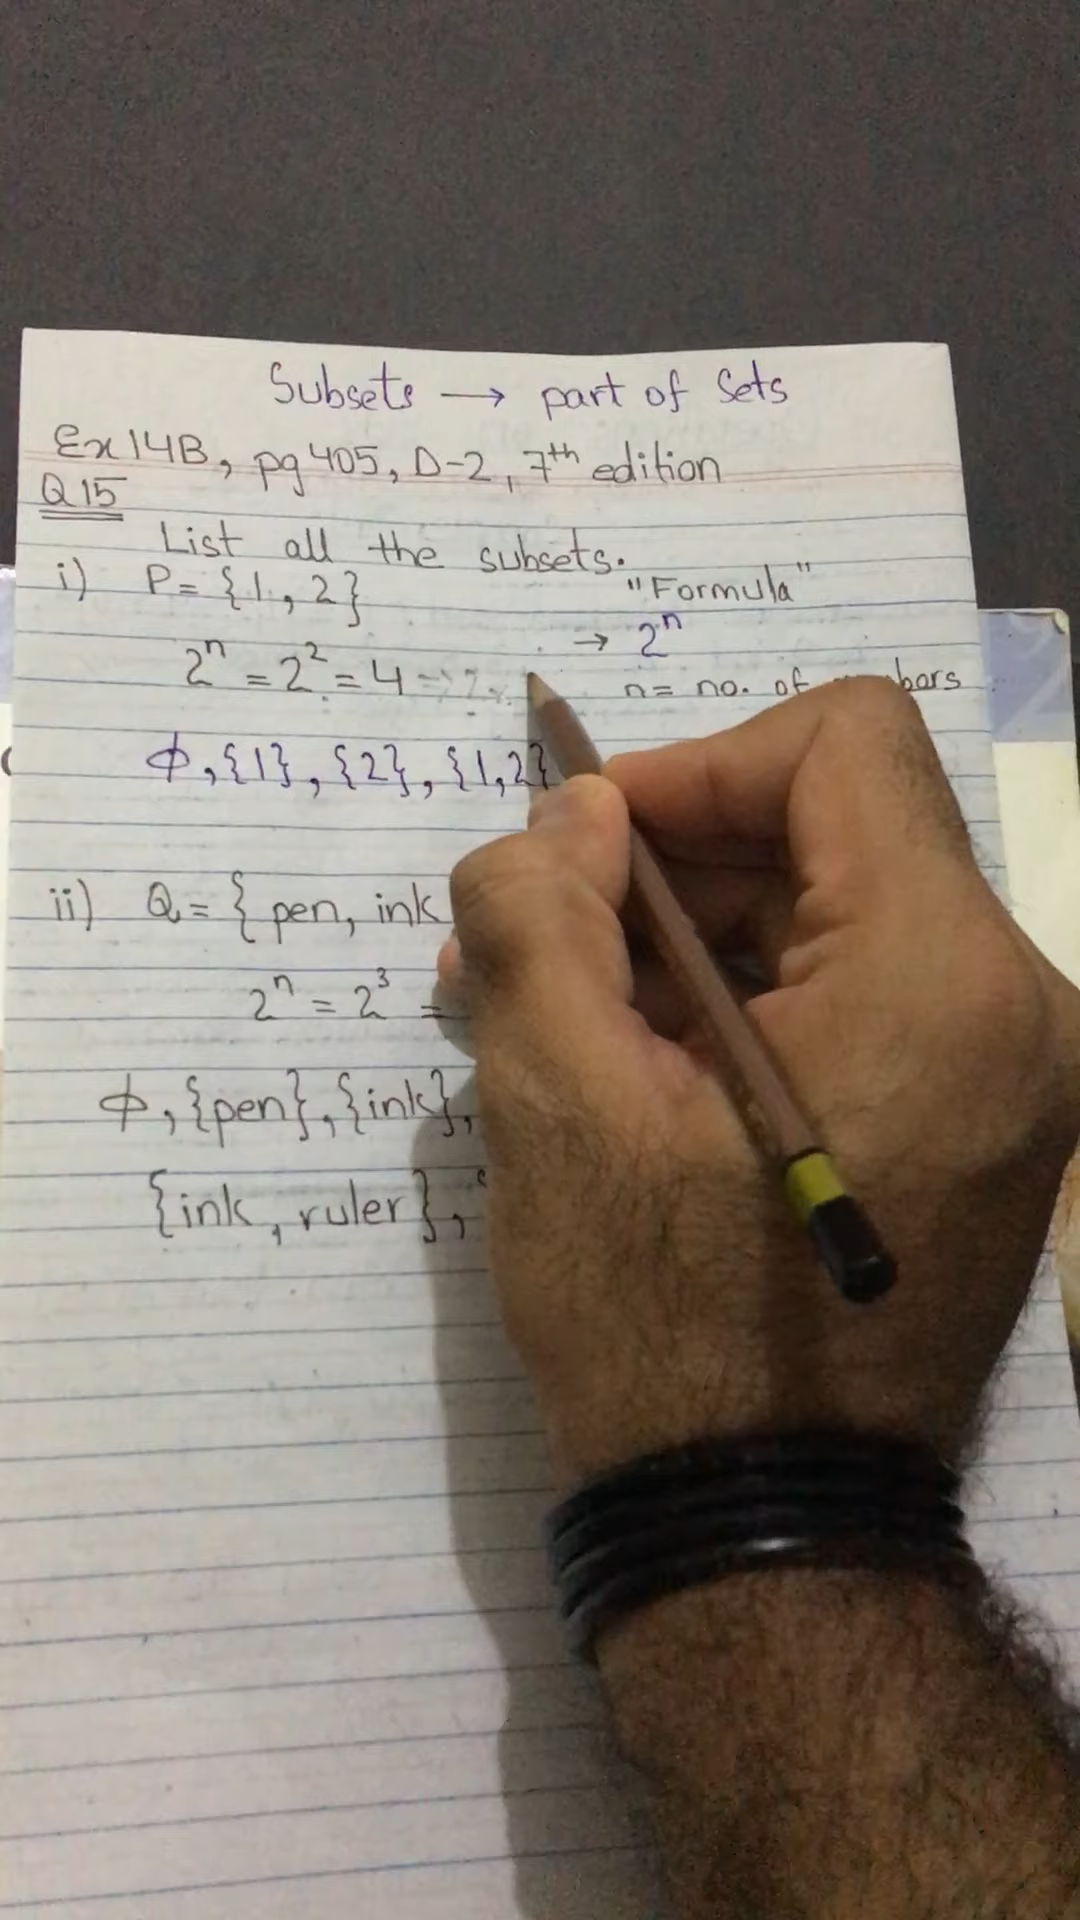 Subsets → part of Sets
Ex 14B, pg 405, D-2, 7th edition
Q15
List all the subsets.
i) P = {1, 2}
"Formula"
→ 2ⁿ
2ⁿ = 2² = 4
n = no. of
ϕ, {1}, {2}, {1,2}
ii) Q = { pen, ink
2ⁿ = 2³ =
ϕ, {pen}, {ink},
{ink, ruler},